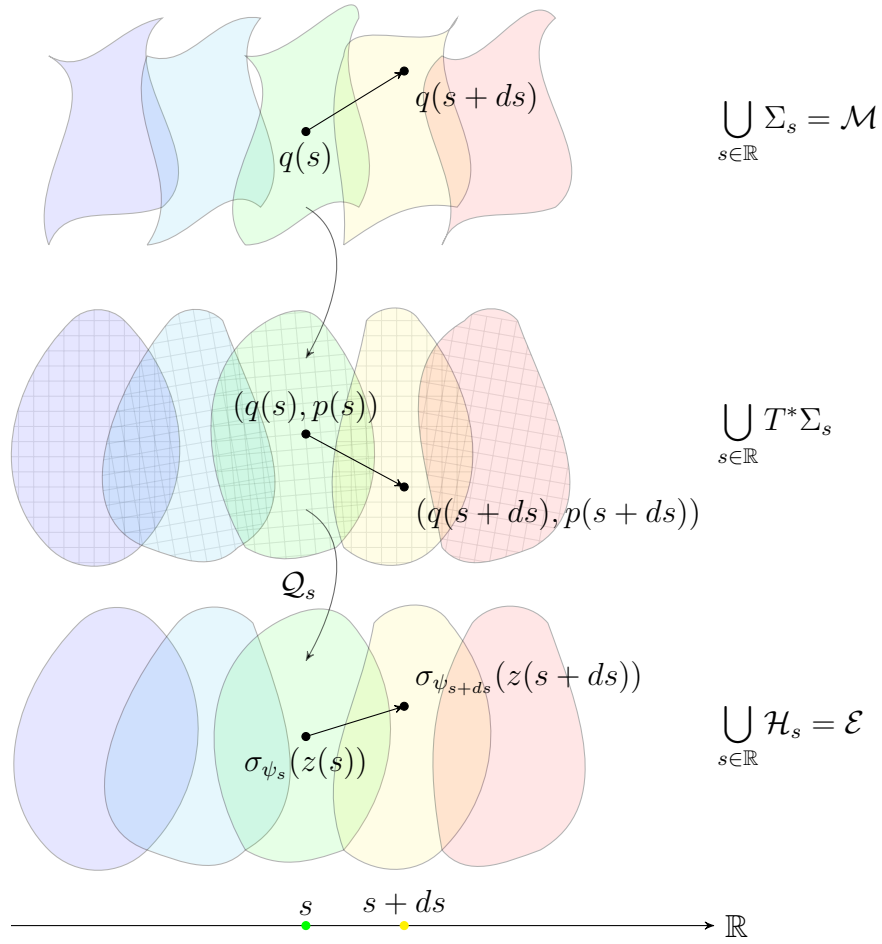 q(s + ds)
q(s)
⋃_{s∈ℝ} Σ_s = ℳ
(q(s), p(s))
(q(s + ds), p(s + ds))
⋃_{s∈ℝ} T*Σ_s
𝒬_s
σ_{ψ_{s+ds}}(z(s + ds))
σ_{ψ_s}(z(s))
⋃_{s∈ℝ} ℋ_s = ℰ
s s + ds
ℝ